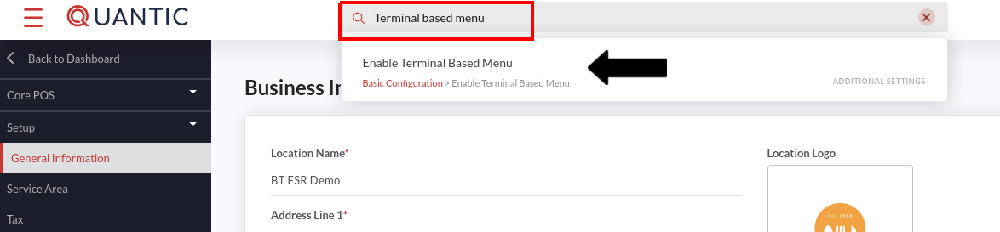 QUANTIC
Terminal based menu
Back to Dashboard
Core POS
Setup
General Information
Service Area
Tax
Enable Terminal Based Menu
Basic Configuration > Enable Terminal Based Menu
ADDITIONAL SETTINGS
Business In
Location Name*
BT FSR Demo
Address Line 1*
Location Logo